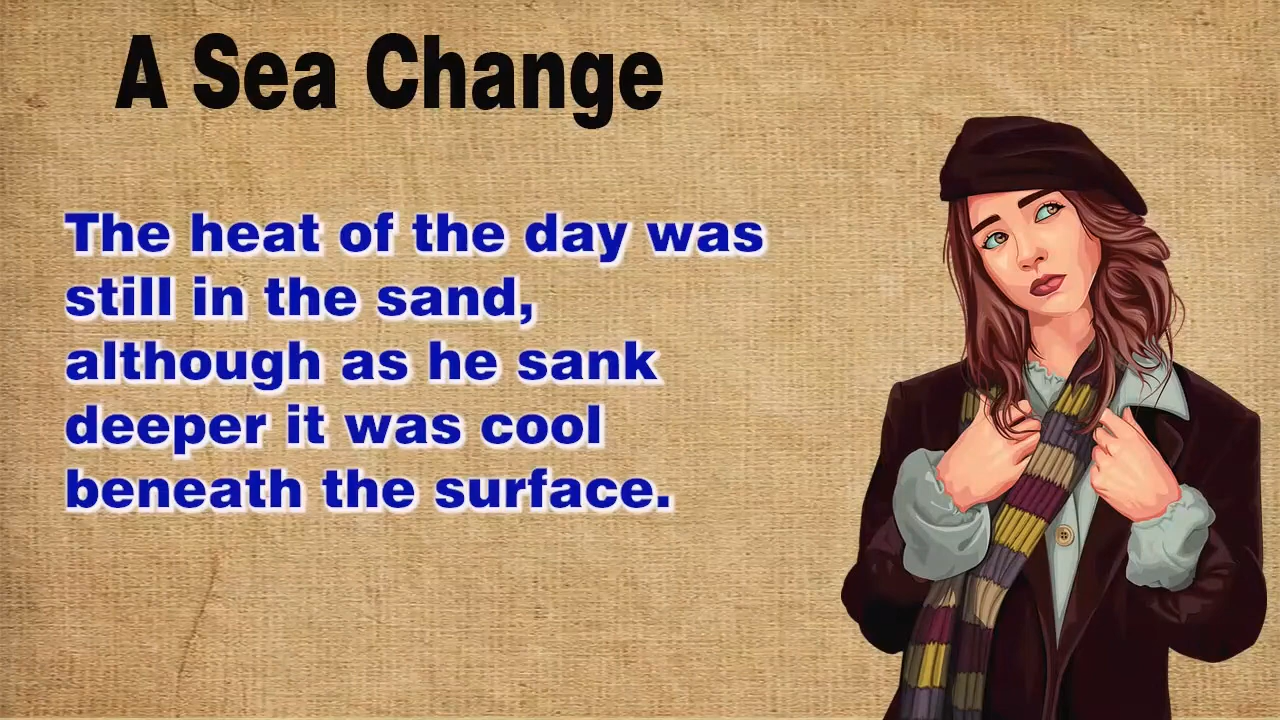 A Sea Change
The heat of the day was
still in the sand,
although as he sank
deeper it was cool
beneath the surface.